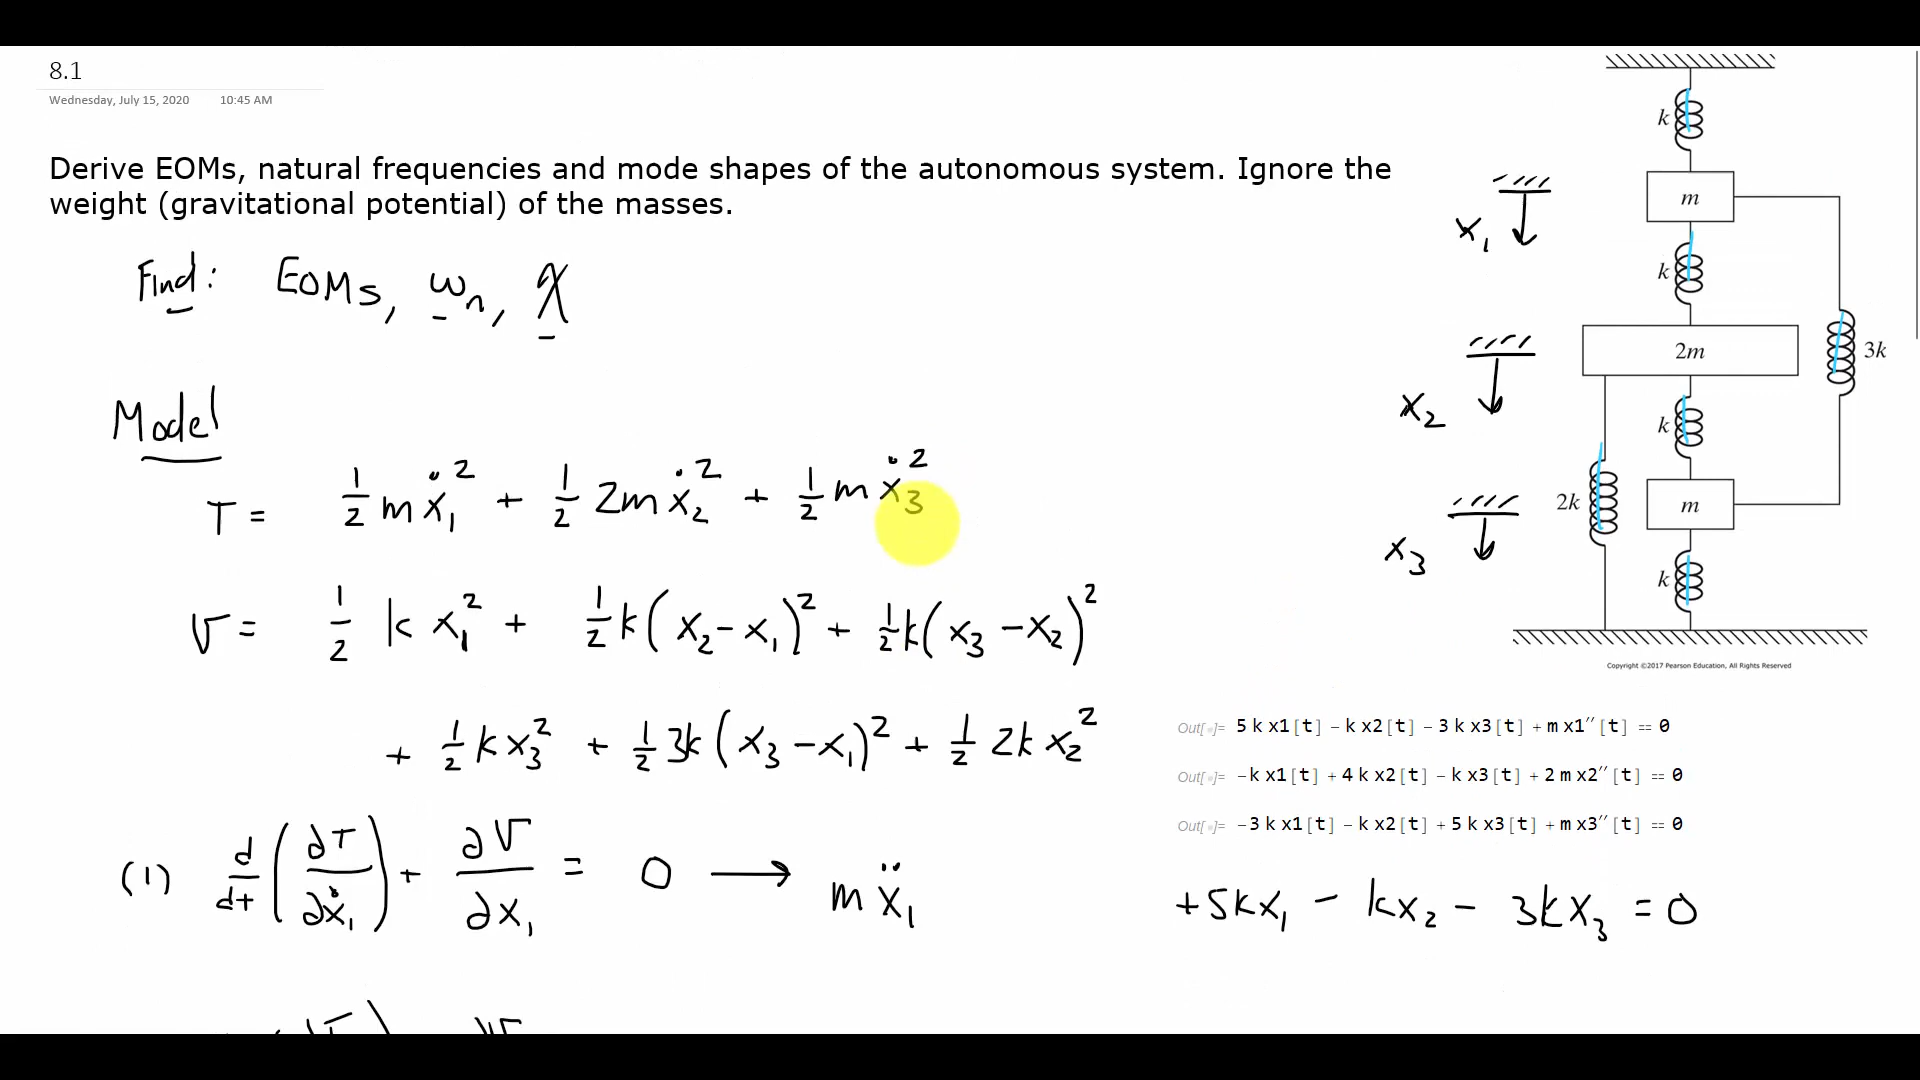 8.1
Wednesday, July 15, 2020 10:45 AM
Derive EOMs, natural frequencies and mode shapes of the autonomous system. Ignore the
weight (gravitational potential) of the masses.
Find: EOMs, ωn, X
Model
T = 1/2 m ẋ₁² + 1/2 2m ẋ₂² + 1/2 m ẋ₃²
V = 1/2 k x₁² + 1/2 k (x₂ - x₁)² + 1/2 k (x₃ - x₂)²
+ 1/2 k x₃² + 1/2 3k (x₃ - x₁)² + 1/2 2k x₂²
(1) d/dt (∂T/∂ẋ₁) + ∂V/∂x₁ = 0 → m ẍ₁ + 5kx₁ - kx₂ - 3kx₃ = 0
k
m
x₁
k
2m
3k
x₂
k
2k
m
x₃
k
Copyright ©2017 Pearson Education, All Rights Reserved
Out[•]= 5 k x1[t] - k x2[t] - 3 k x3[t] + m x1′′[t] == 0
Out[•]= -k x1[t] + 4 k x2[t] - k x3[t] + 2 m x2′′[t] == 0
Out[•]= -3 k x1[t] - k x2[t] + 5 k x3[t] + m x3′′[t] == 0